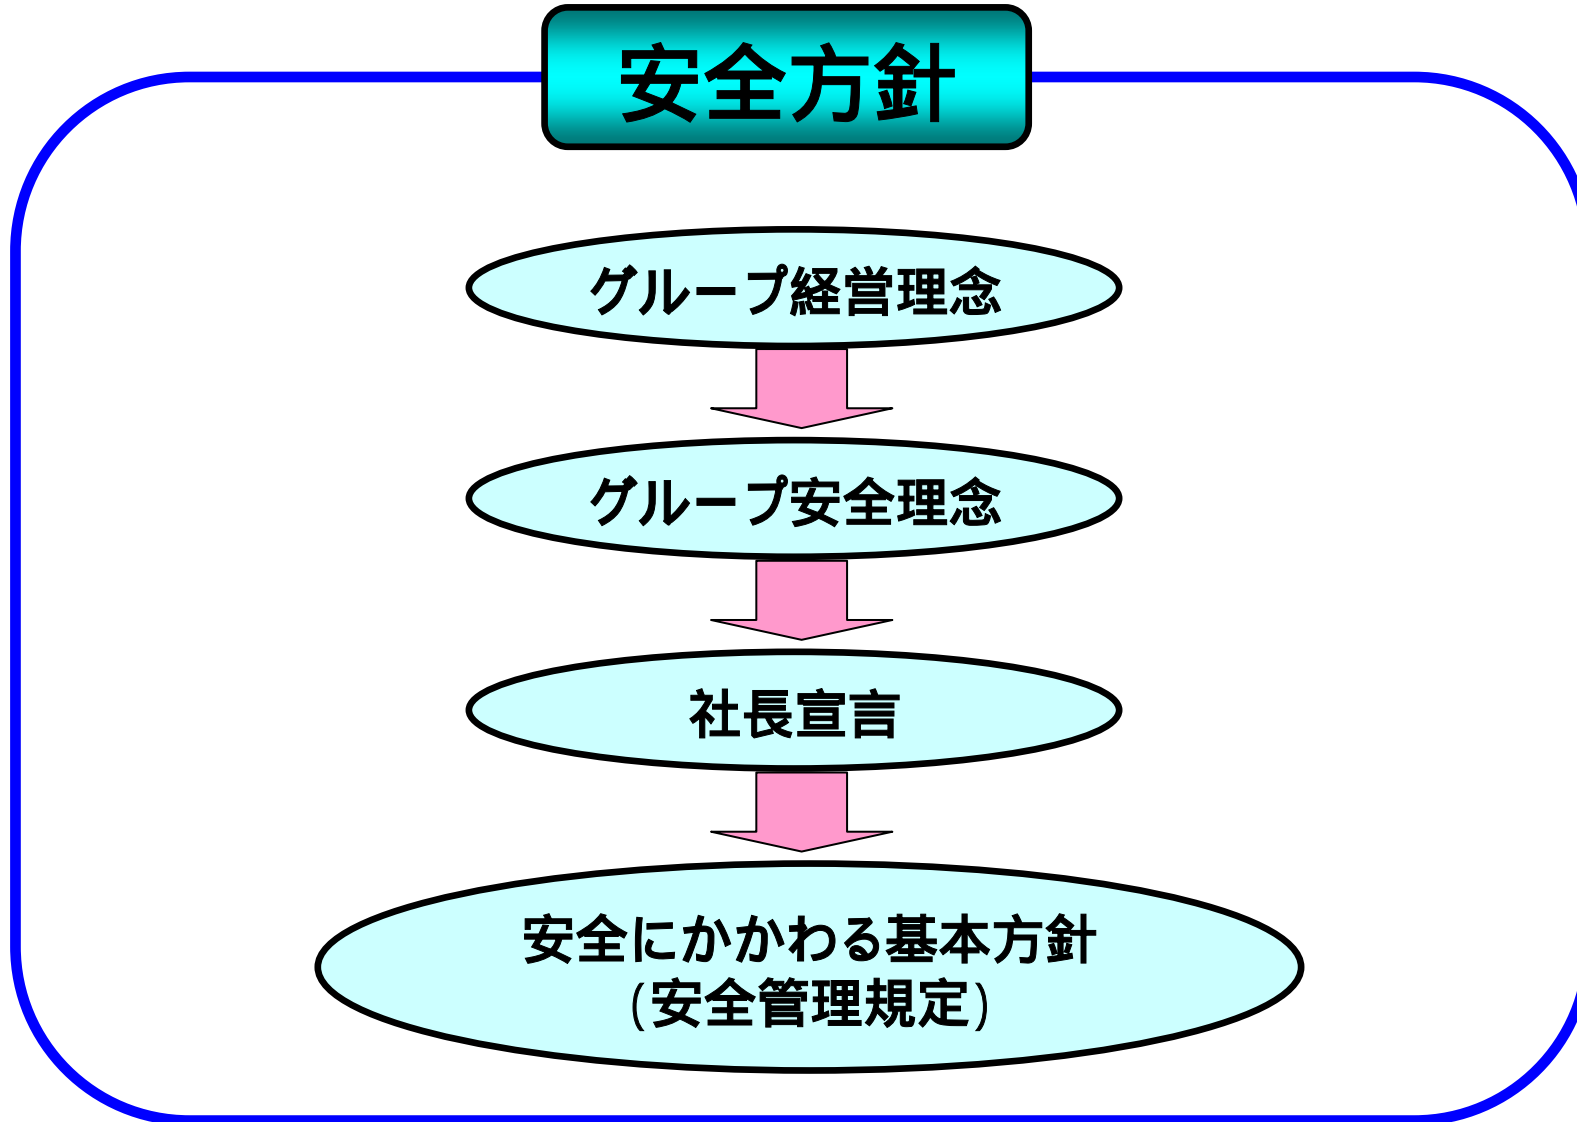 安全方針
グループ経営理念
グループ安全理念
社長宣言
安全にかかわる基本方針
(安全管理規定)